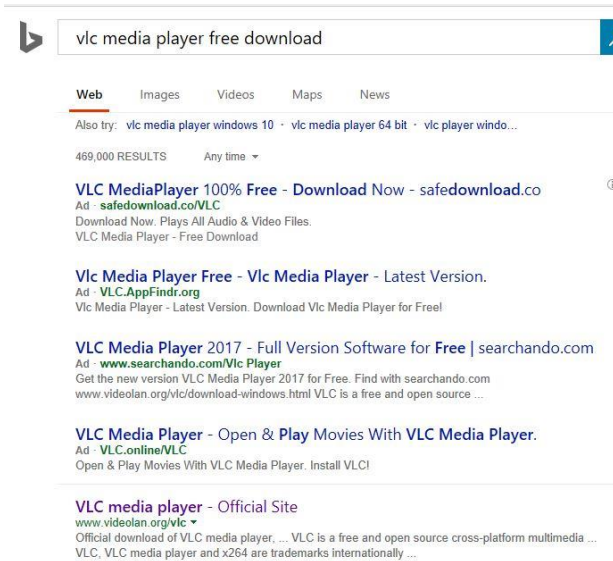 vlc media player free download
Web Images Videos Maps News
Also try: vlc media player windows 10 · vlc media player 64 bit · vlc player windo...
469,000 RESULTS Any time
VLC MediaPlayer 100% Free - Download Now - safedownload.co
Ad · safedownload.co/VLC
Download Now. Plays All Audio & Video Files.
VLC Media Player - Free Download
Vlc Media Player Free - Vlc Media Player - Latest Version.
Ad · VLC.AppFindr.org
Vlc Media Player - Latest Version. Download Vlc Media Player for Free!
VLC Media Player 2017 - Full Version Software for Free | searchando.com
Ad · www.searchando.com/Vlc Player
Get the new version VLC Media Player 2017 for Free. Find with searchando.com
www.videolan.org/vlc/download-windows.html VLC is a free and open source ...
VLC Media Player - Open & Play Movies With VLC Media Player.
Ad · VLC.online/VLC
Open & Play Movies With VLC Media Player. Install VLC!
VLC media player - Official Site
www.videolan.org/vlc
Official download of VLC media player, ... VLC is a free and open source cross-platform multimedia ...
VLC, VLC media player and x264 are trademarks internationally ...